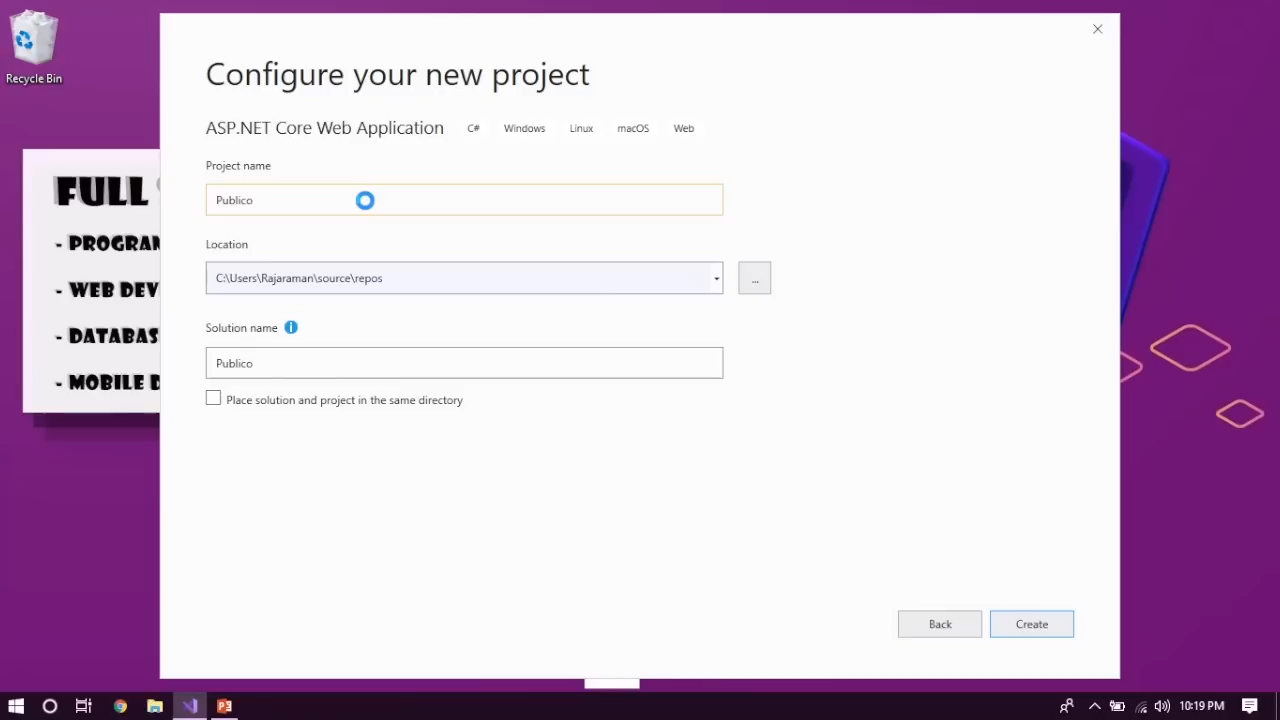 Recycle Bin
Configure your new project
ASP.NET Core Web Application C# Windows Linux macOS Web
Project name
Publico
Location
C:\Users\Rajaraman\source\repos
...
Solution name
Publico
Place solution and project in the same directory
Back Create
FULL
- PROGRAM
- WEB DEV
- DATABAS
- MOBILE D
10:19 PM